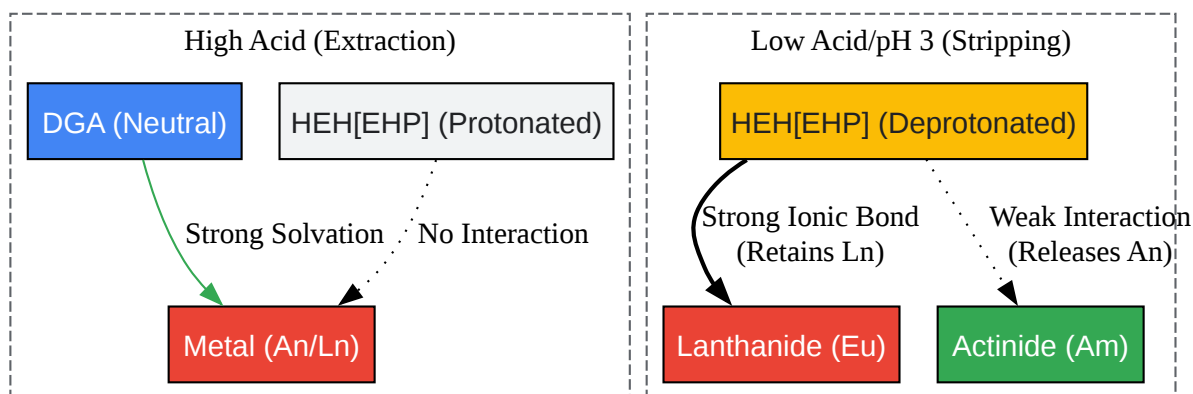 High Acid (Extraction)
DGA (Neutral)
HEH[EHP] (Protonated)
Strong Solvation
No Interaction
Metal (An/Ln)
Low Acid/pH 3 (Stripping)
HEH[EHP] (Deprotonated)
Strong Ionic Bond
(Retains Ln)
Weak Interaction
(Releases An)
Lanthanide (Eu)
Actinide (Am)